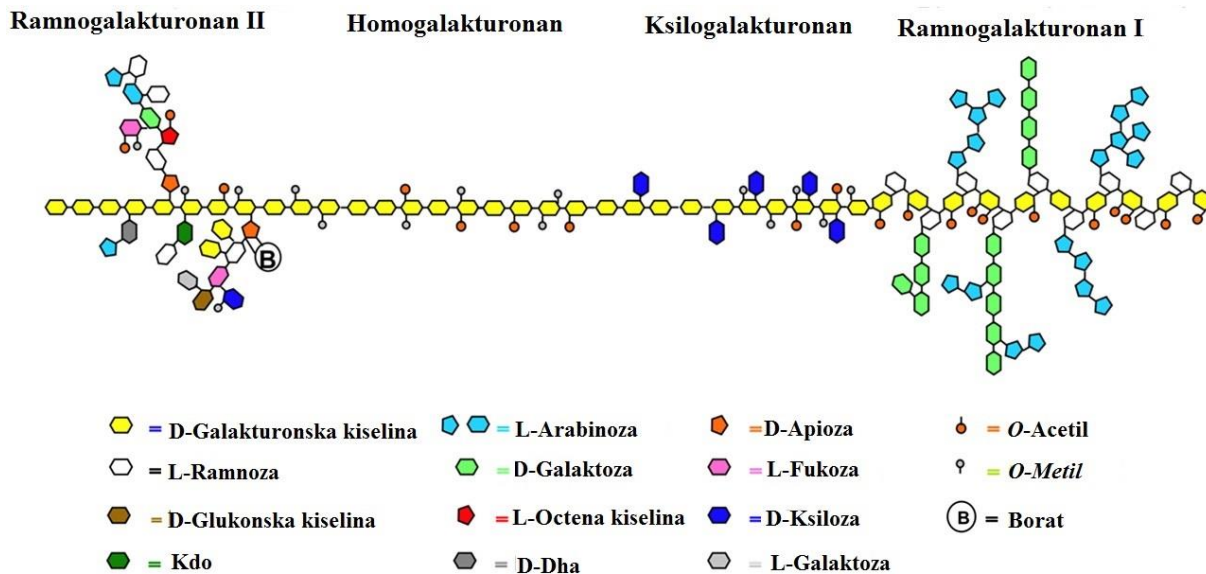 Ramnogalakturonan II Homogalakturonan Ksilogalakturonan Ramnogalakturonan I
B
= D-Galakturonska kiselina = L-Arabinoza = D-Apioza = O-Acetil
= L-Ramnoza = D-Galaktoza = L-Fukoza = O-Metil
= D-Glukonska kiselina = L-Octena kiselina = D-Ksiloza B = Borat
= Kdo = D-Dha = L-Galaktoza